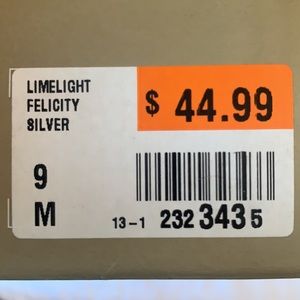 LIMELIGHT
FELICITY
SILVER
$ 44.99
9
M
13-1 232 343 5